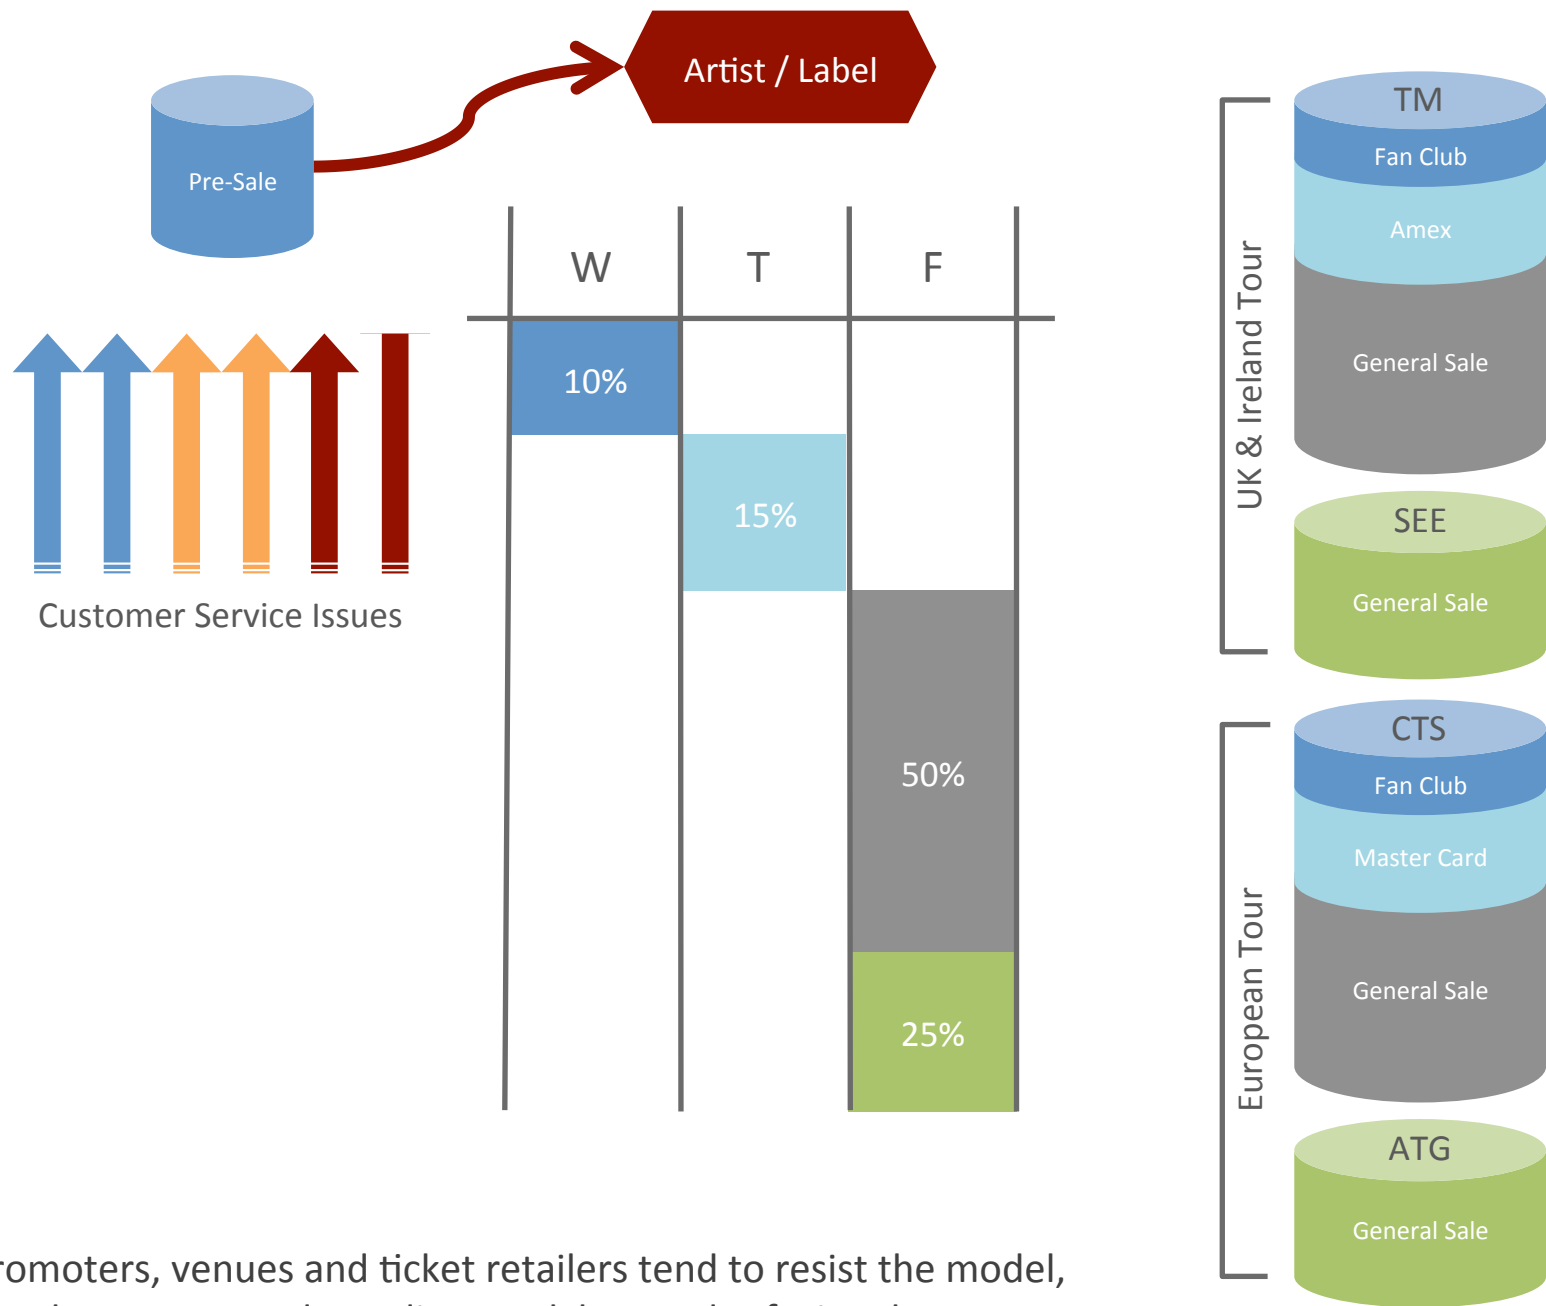 Artist / Label
Pre-Sale
W T F
10%
15%
50%
25%
Customer Service Issues
UK & Ireland Tour
TM
Fan Club
Amex
General Sale
SEE
General Sale
European Tour
CTS
Fan Club
Master Card
General Sale
ATG
General Sale
romoters, venues and ticket retailers tend to resist the model,